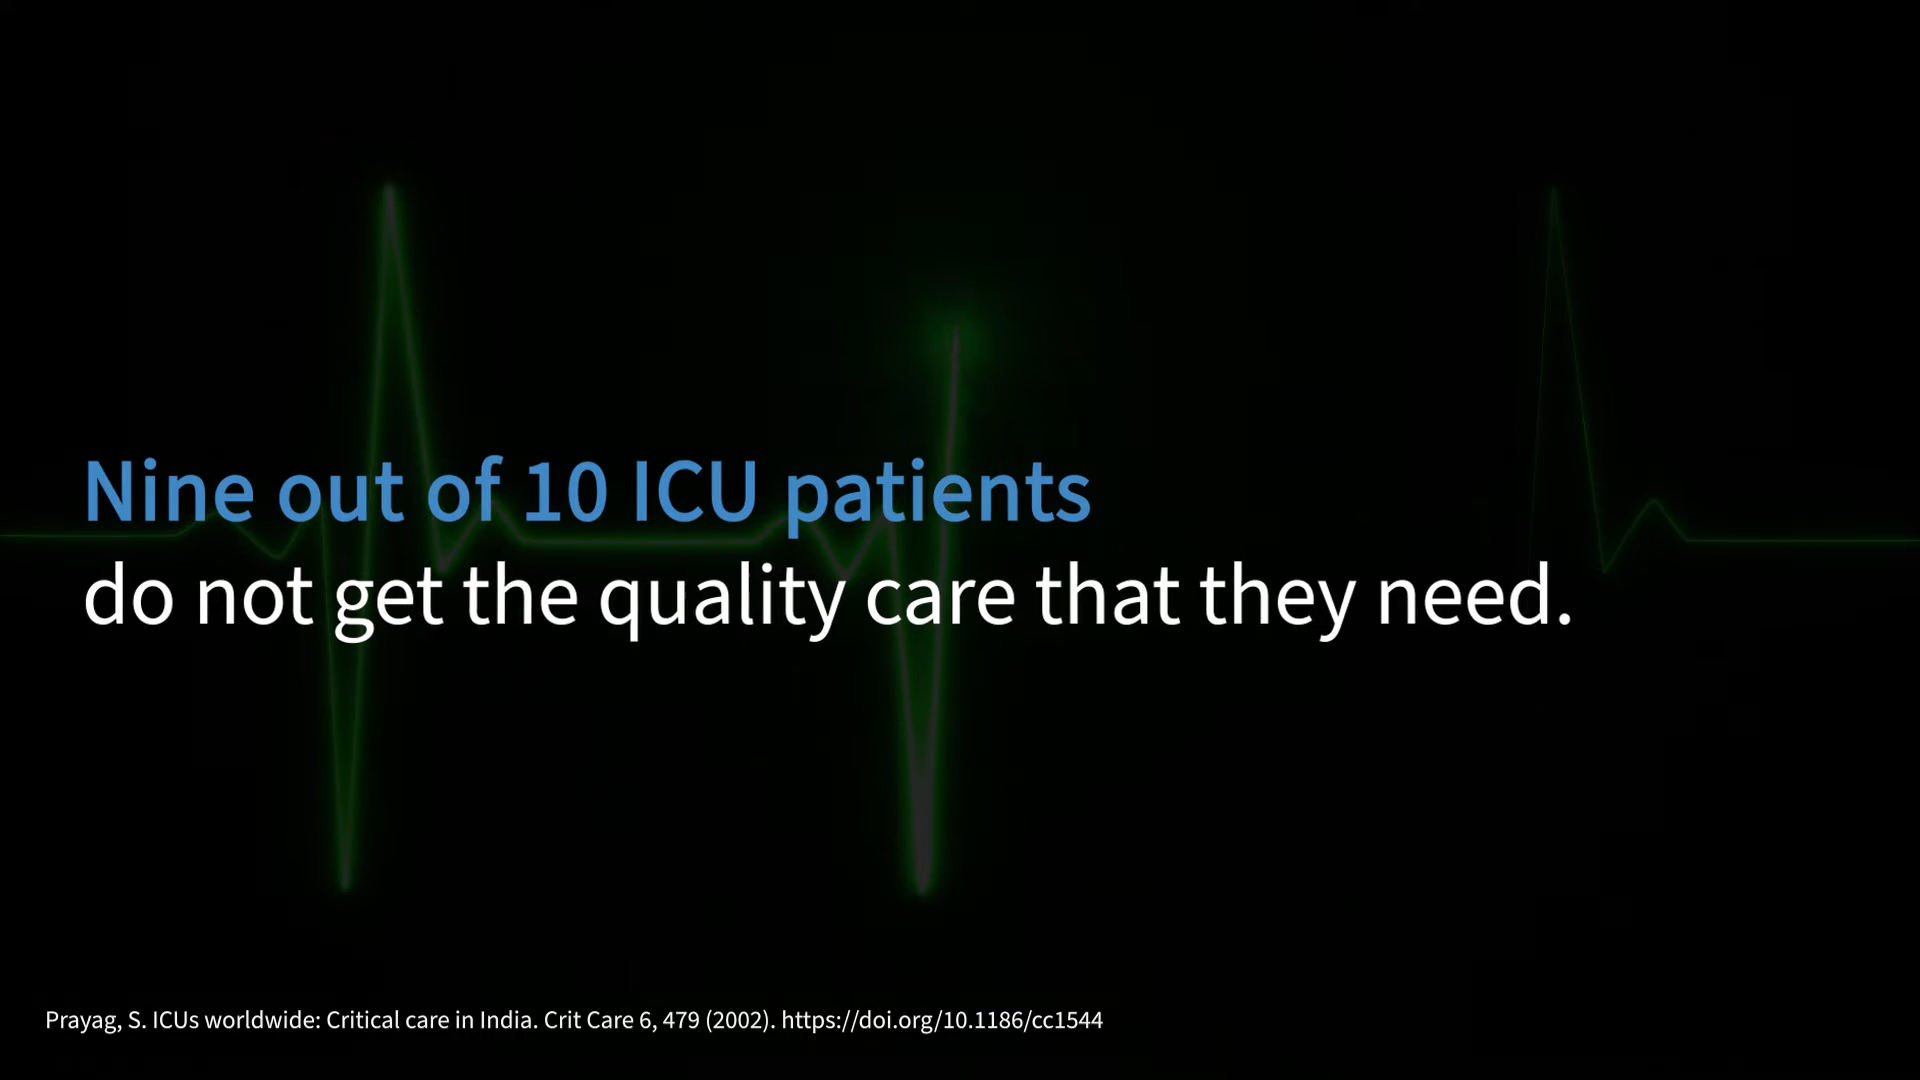 Nine out of 10 ICU patients
do not get the quality care that they need.
Prayag, S. ICUs worldwide: Critical care in India. Crit Care 6, 479 (2002). https://doi.org/10.1186/cc1544